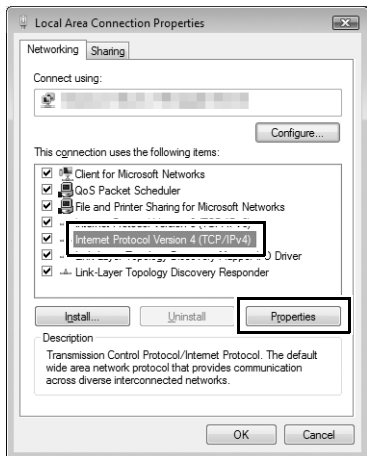 Local Area Connection Properties
Networking
Sharing
Connect using:
Configure...
This connection uses the following items:
Client for Microsoft Networks
QoS Packet Scheduler
File and Printer Sharing for Microsoft Networks
Internet Protocol Version 4 (TCP/IPv4)
O Driver
Link-Layer Topology Discovery Responder
Install...
Uninstall
Properties
Description
Transmission Control Protocol/Internet Protocol. The default
wide area network protocol that provides communication
across diverse interconnected networks.
OK
Cancel